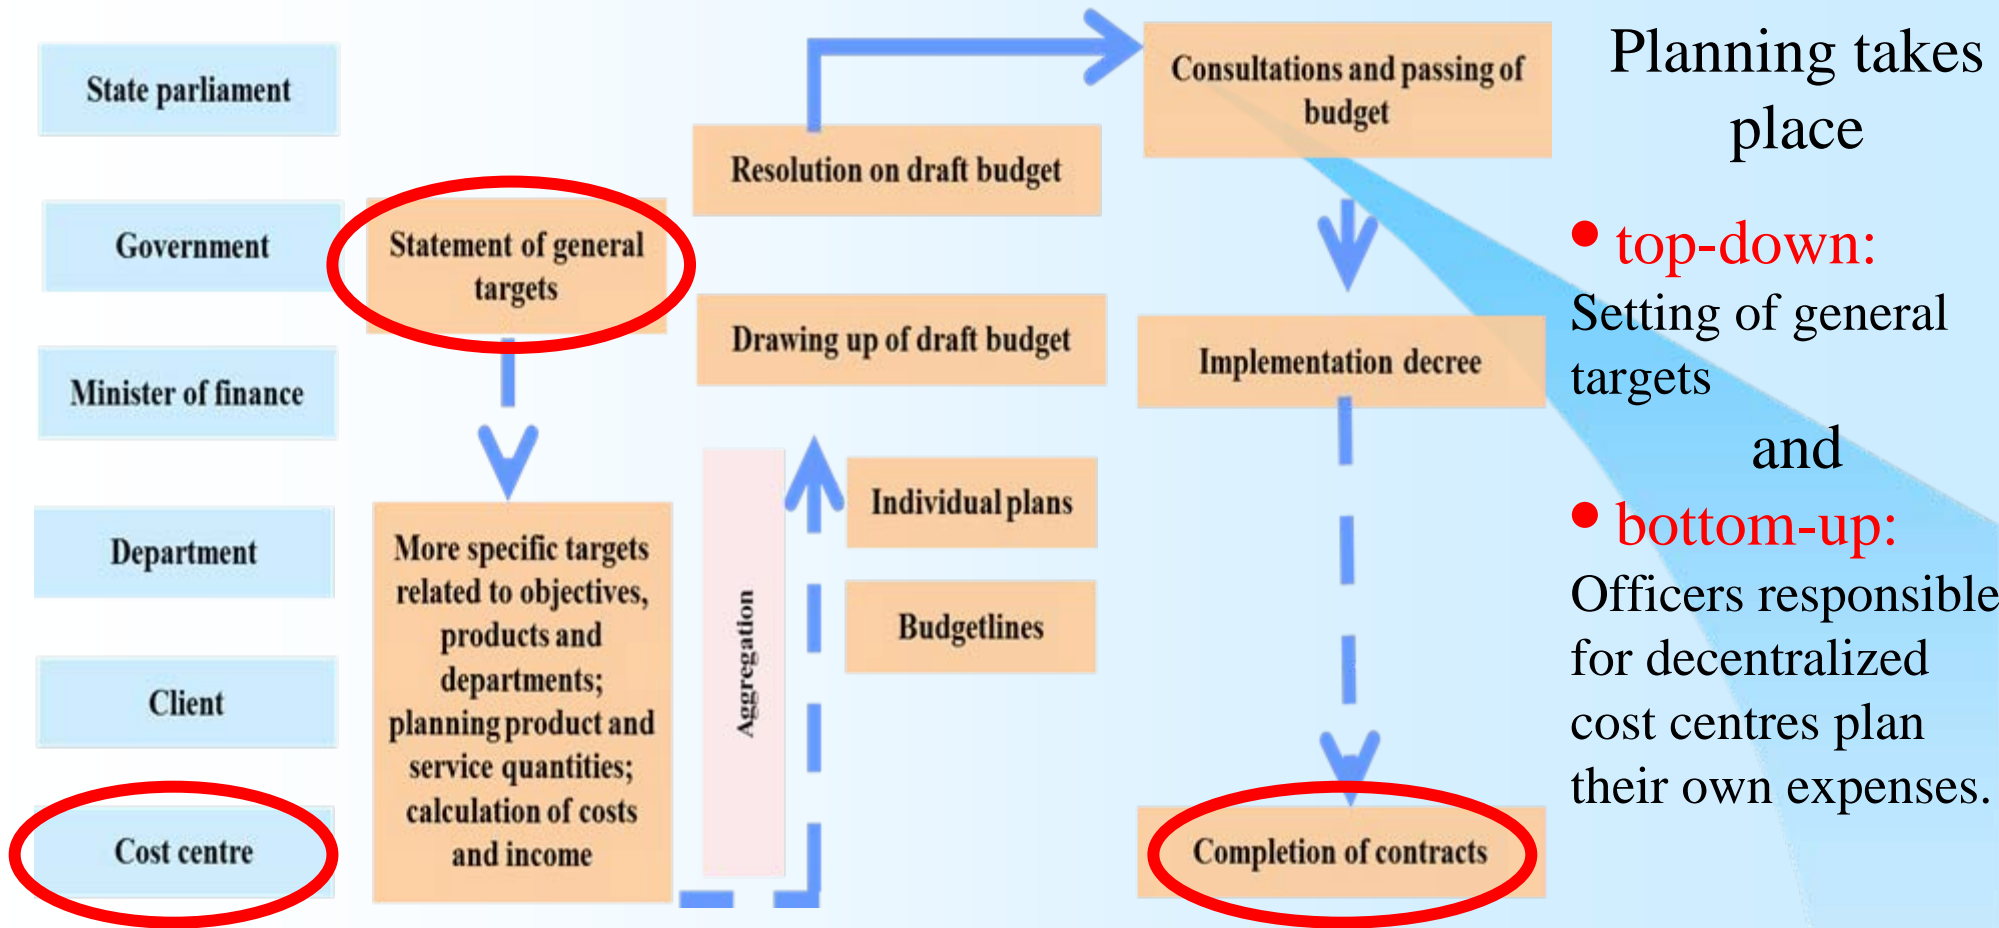 State parliament
Government
Minister of finance
Department
Client
Cost centre
Statement of general
targets
More specific targets
related to objectives,
products and
departments;
planning product and
service quantities;
calculation of costs
and income
Resolution on draft budget
Drawing up of draft budget
Aggregation
Individual plans
Budgetlines
Consultations and passing of
budget
Implementation decree
Completion of contracts
Planning takes
place
• top-down:
Setting of general
targets
and
• bottom-up:
Officers responsible
for decentralized
cost centres plan
their own expenses.